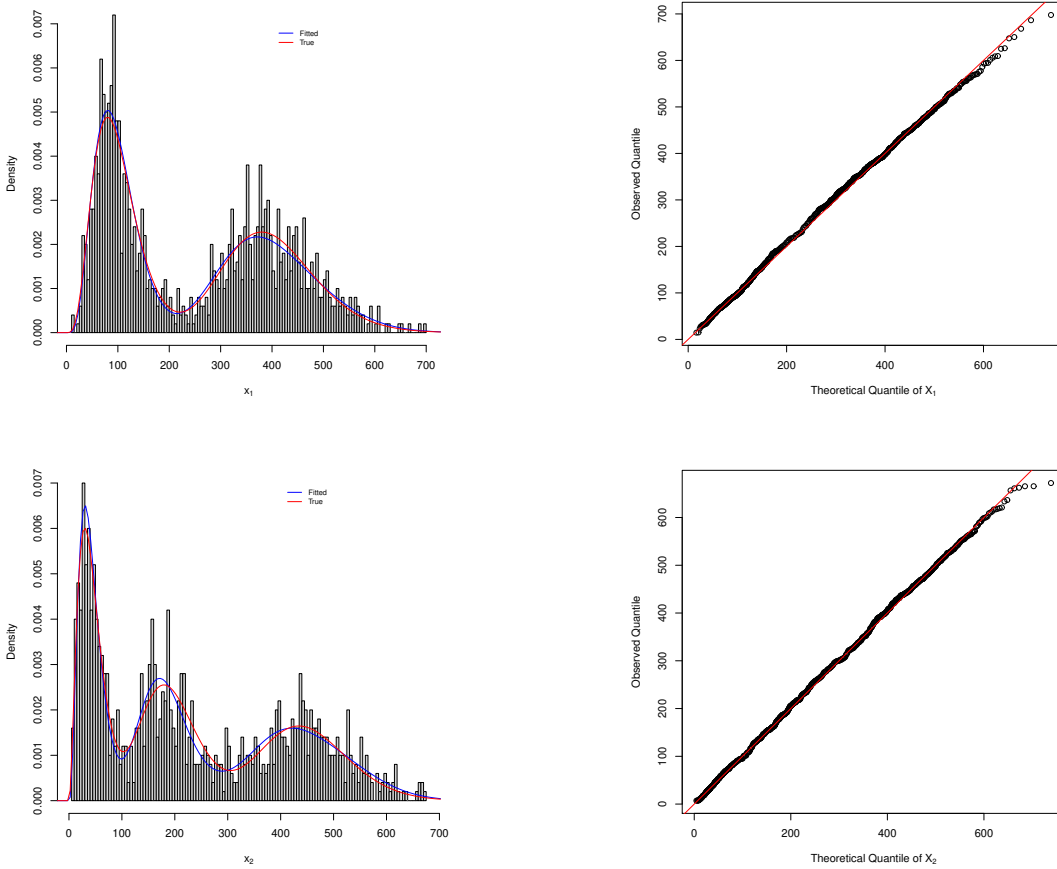 0.000 0.001 0.002 0.003 0.004 0.005 0.006 0.007
Density
Fitted
True
0 100 200 300 400 500 600 700
x₁
0 100 200 300 400 500 600 700
Observed Quantile
0 200 400 600
Theoretical Quantile of X₁
0.000 0.001 0.002 0.003 0.004 0.005 0.006 0.007
Density
Fitted
True
0 100 200 300 400 500 600 700
x₂
0 100 200 300 400 500 600
Observed Quantile
0 200 400 600
Theoretical Quantile of X₂